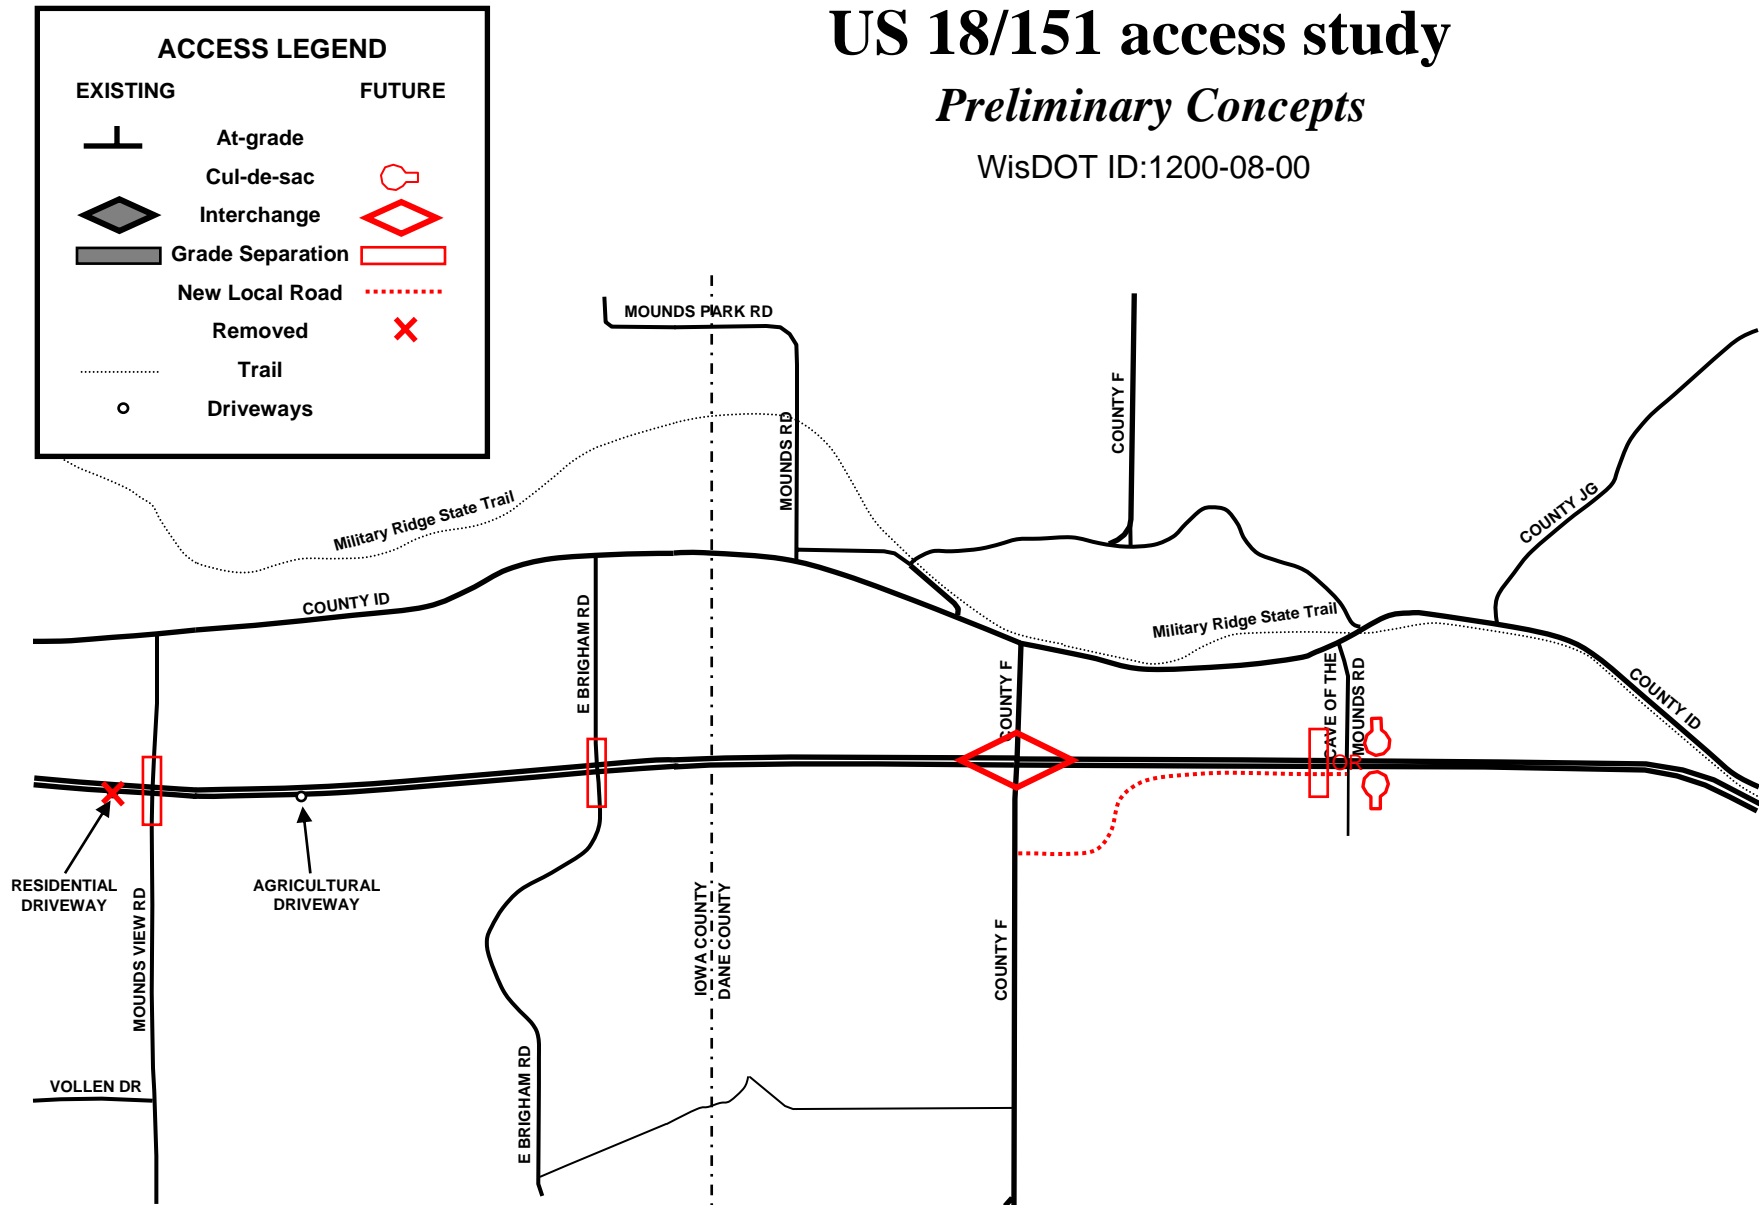 US 18/151 access study
Preliminary Concepts
WisDOT ID:1200-08-00
ACCESS LEGEND
EXISTING
FUTURE
At-grade
Cul-de-sac
Interchange
Grade Separation
New Local Road
Removed
Trail
Driveways
MOUNDS PARK RD
MOUNDS RD
COUNTY F
COUNTY JG
Military Ridge State Trail
COUNTY ID
E BRIGHAM RD
Military Ridge State Trail
COUNTY F
CAVE OF THE
MOUNDS RD
COUNTY ID
OR
RESIDENTIAL
DRIVEWAY
AGRICULTURAL
DRIVEWAY
MOUNDS VIEW RD
IOWA COUNTY
DANE COUNTY
COUNTY F
VOLLEN DR
E BRIGHAM RD